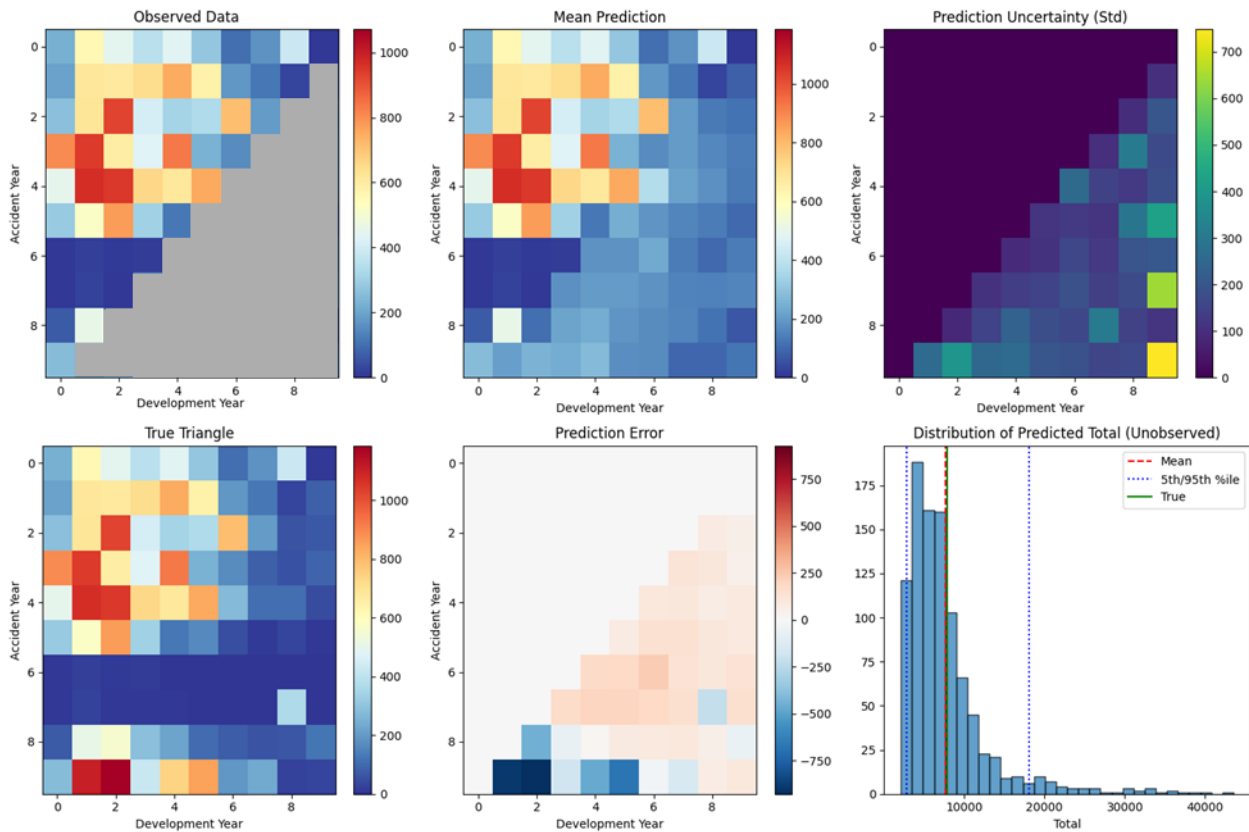 Observed Data
0
2
4
6
8
Accident Year
0 2 4 6 8
Development Year
1000
800
600
400
200
0
Mean Prediction
0
2
4
6
8
Accident Year
0 2 4 6 8
Development Year
1000
800
600
400
200
0
Prediction Uncertainty (Std)
0
2
4
6
8
Accident Year
0 2 4 6 8
Development Year
700
600
500
400
300
200
100
0
True Triangle
0
2
4
6
8
Accident Year
0 2 4 6 8
Development Year
1000
800
600
400
200
0
Prediction Error
0
2
4
6
8
Accident Year
0 2 4 6 8
Development Year
750
500
250
0
−250
−500
−750
Distribution of Predicted Total (Unobserved)
Mean
5th/95th %ile
True
175
150
125
100
75
50
25
0
10000 20000 30000 40000
Total